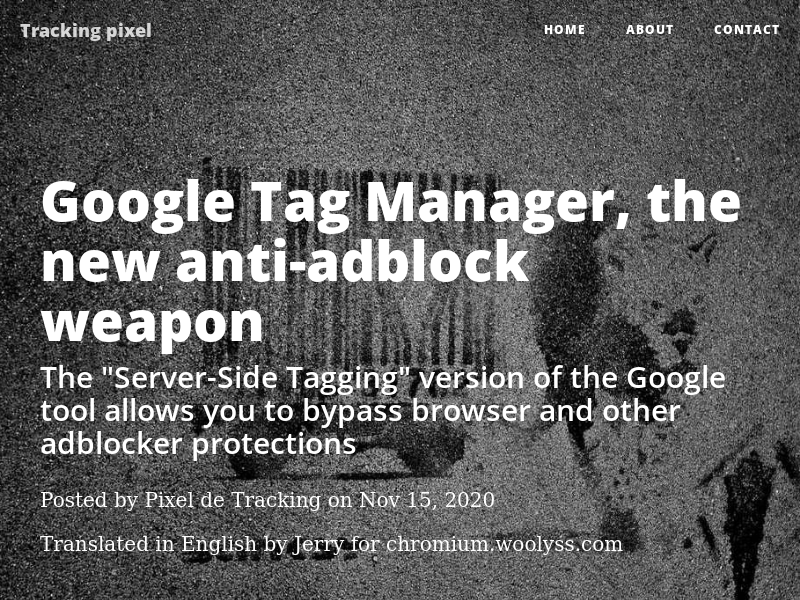 Tracking pixel
HOME ABOUT CONTACT
Google Tag Manager, the
new anti-adblock
weapon
The "Server-Side Tagging" version of the Google
tool allows you to bypass browser and other
adblocker protections
Posted by Pixel de Tracking on Nov 15, 2020
Translated in English by Jerry for chromium.woolyss.com